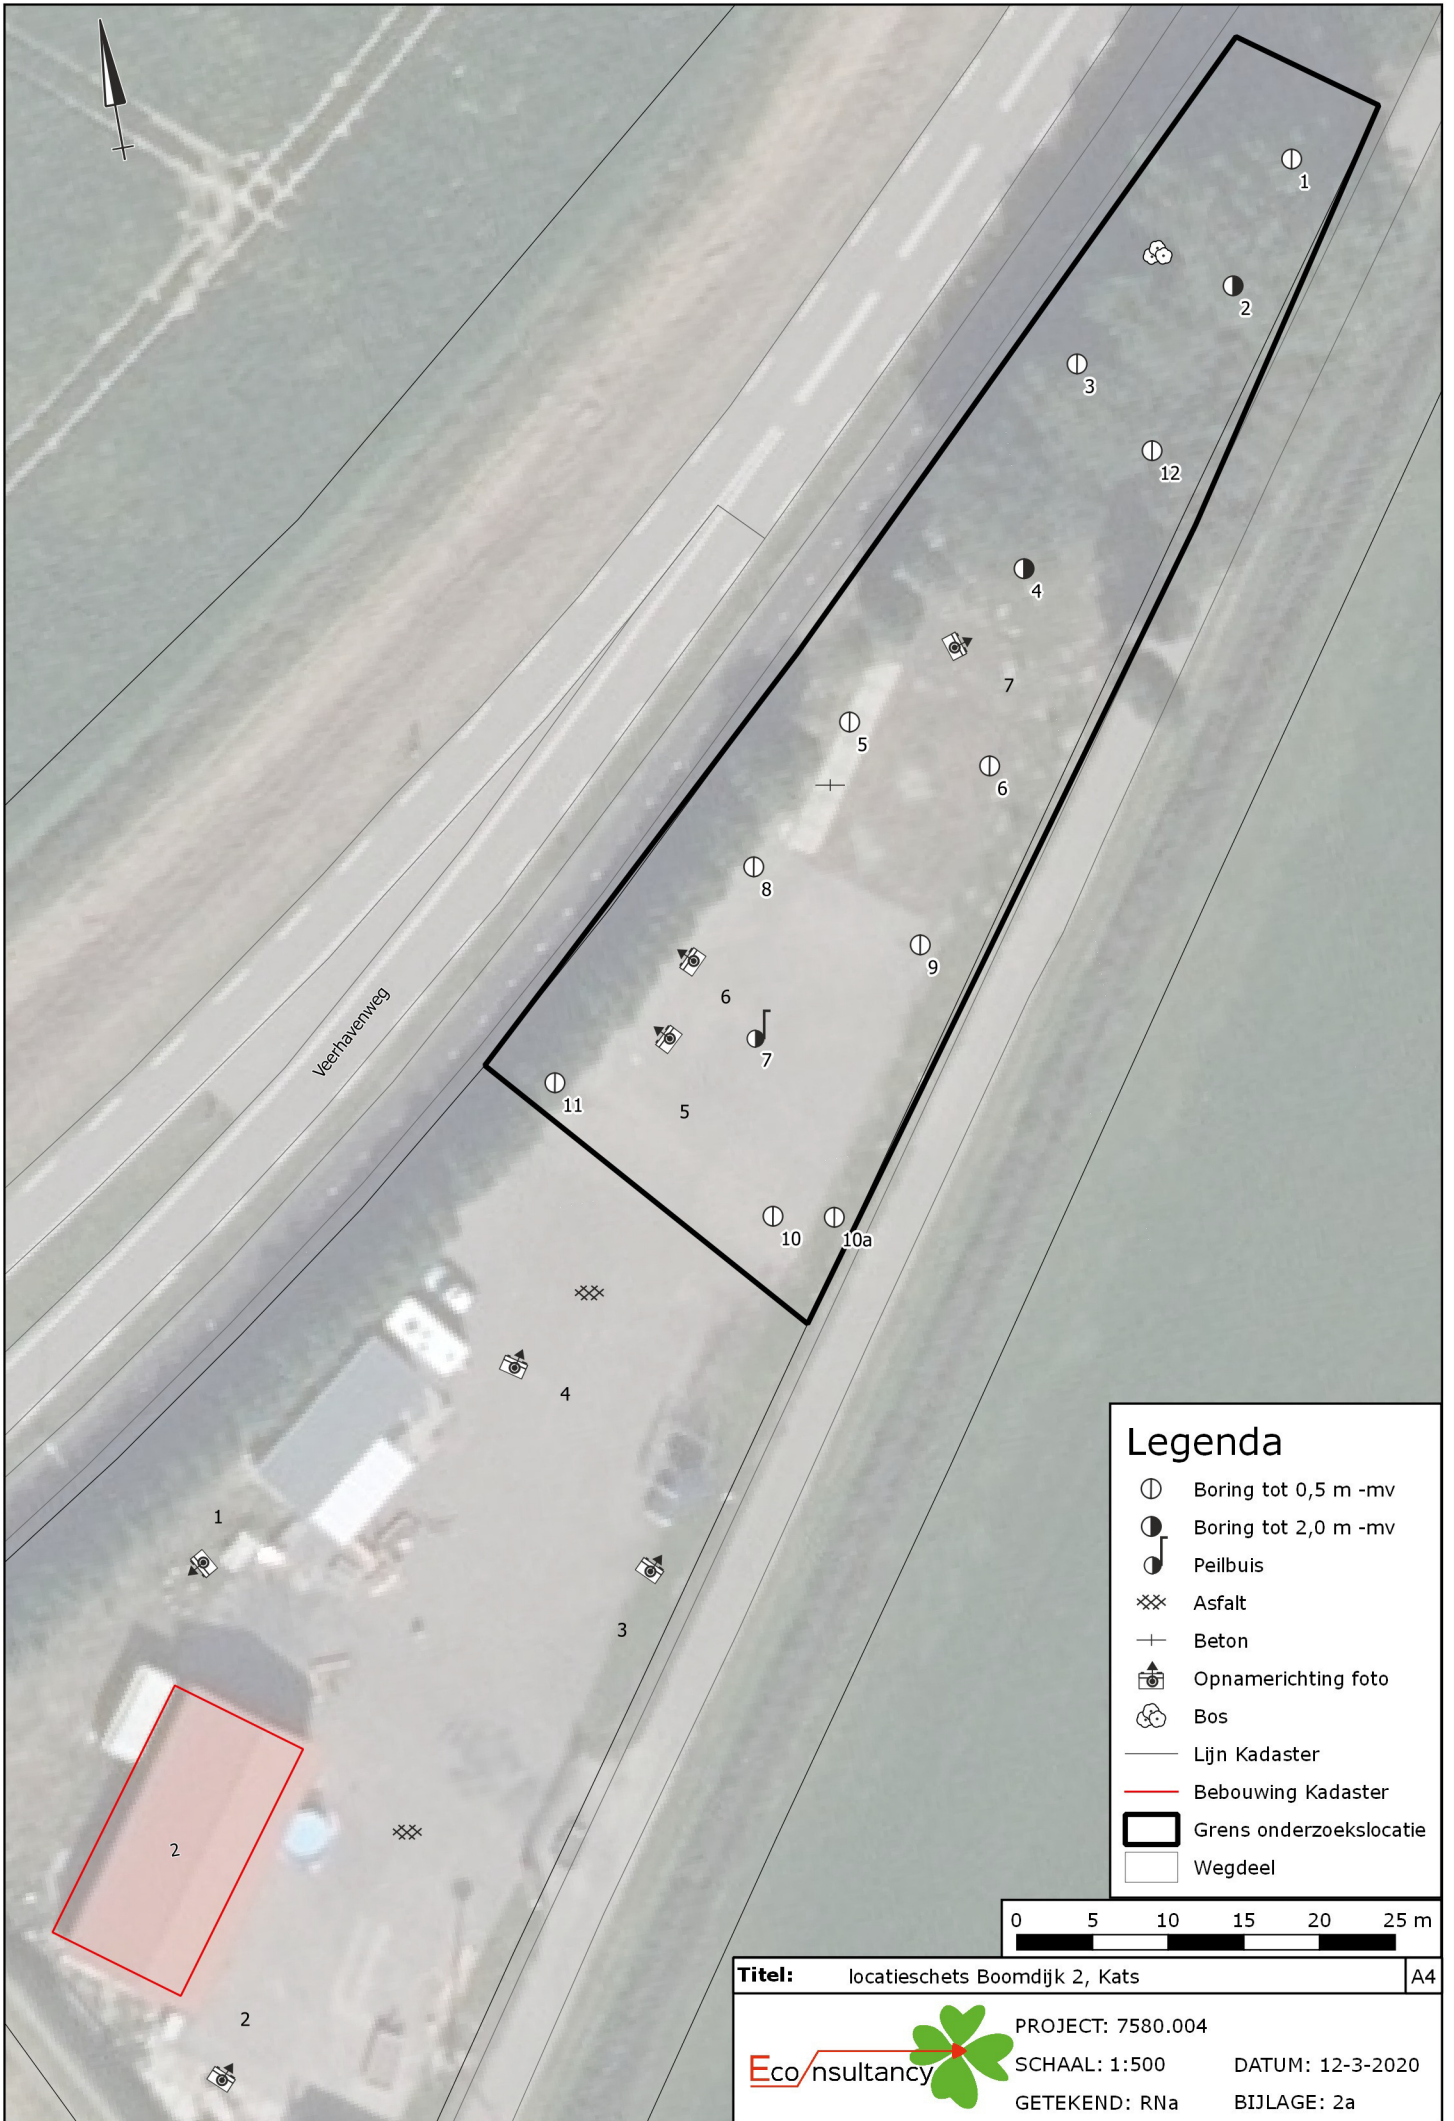 1
2
3
12
4
7
5
6
8
9
6
7
11
5
10
10a
Veerhavenweg
4
1
3
2
2
Legenda
Boring tot 0,5 m -mv
Boring tot 2,0 m -mv
Peilbuis
Asfalt
Beton
Opnamerichting foto
Bos
Lijn Kadaster
Bebouwing Kadaster
Grens onderzoekslocatie
Wegdeel
0 5 10 15 20 25 m
Titel: locatieschets Boomdijk 2, Kats A4
Econsultancy
PROJECT: 7580.004
SCHAAL: 1:500 DATUM: 12-3-2020
GETEKEND: RNa BIJLAGE: 2a